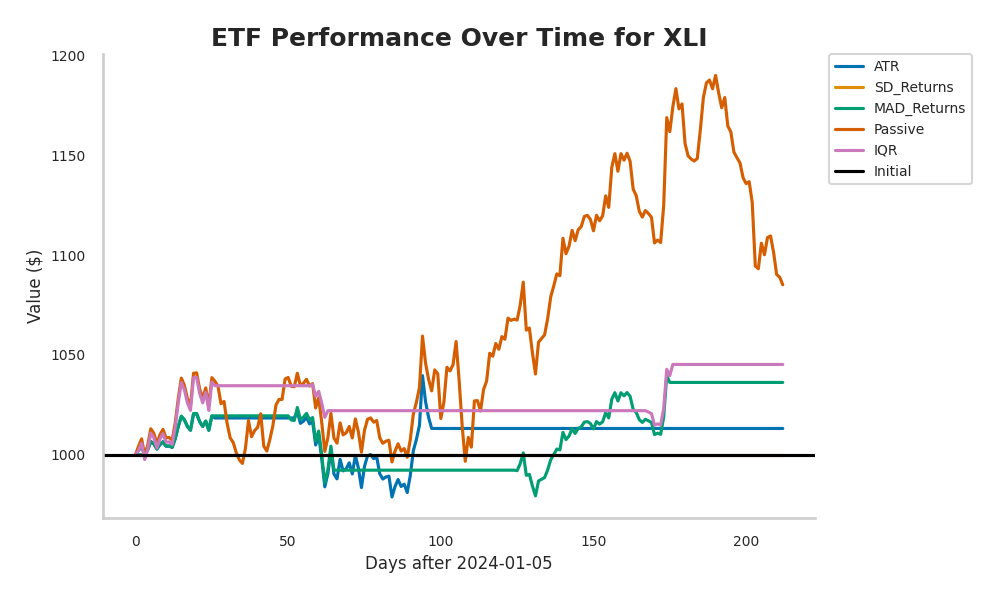 ETF Performance Over Time for XLI
1200
1150
1100
1050
1000
Value ($)
0 50 100 150 200
Days after 2024-01-05
ATR
SD_Returns
MAD_Returns
Passive
IQR
Initial